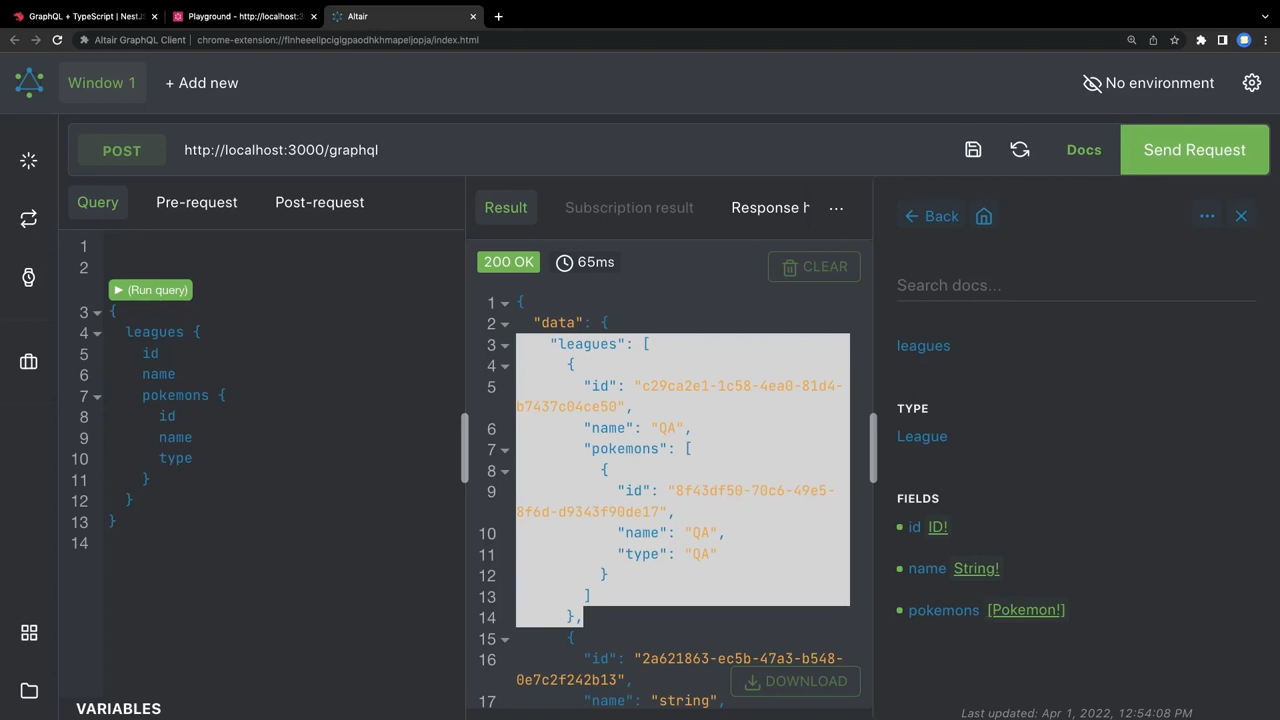 GraphQL + TypeScript | NestJ
Playground - http://localhost:3
Altair
Altair GraphQL Client
chrome-extension://flnheeellpciglgpaodhkhmapeljopja/index.html
Window 1
+ Add new
No environment
POST
http://localhost:3000/graphql
Docs
Send Request
Query
Pre-request
Post-request
1
2
▶ (Run query)
3 {
4 leagues {
5 id
6 name
7 pokemons {
8 id
9 name
10 type
11 }
12 }
13 }
14
VARIABLES
Result
Subscription result
Response h
...
200 OK
65ms
CLEAR
1 {
2 "data": {
3 "leagues": [
4 {
5 "id": "c29ca2e1-1c58-4ea0-81d4-
b7437c04ce50",
6 "name": "QA",
7 "pokemons": [
8 {
9 "id": "8f43df50-70c6-49e5-
8f6d-d9343f90de17",
10 "name": "QA",
11 "type": "QA"
12 }
13 ]
14 },
15 {
16 "id": "2a621863-ec5b-47a3-b548-
0e7c2f242b13",
17 "name": "string",
DOWNLOAD
Back
Search docs...
leagues
TYPE
League
FIELDS
id ID!
name String!
pokemons [Pokemon!]
Last updated: Apr 1, 2022, 12:54:08 PM